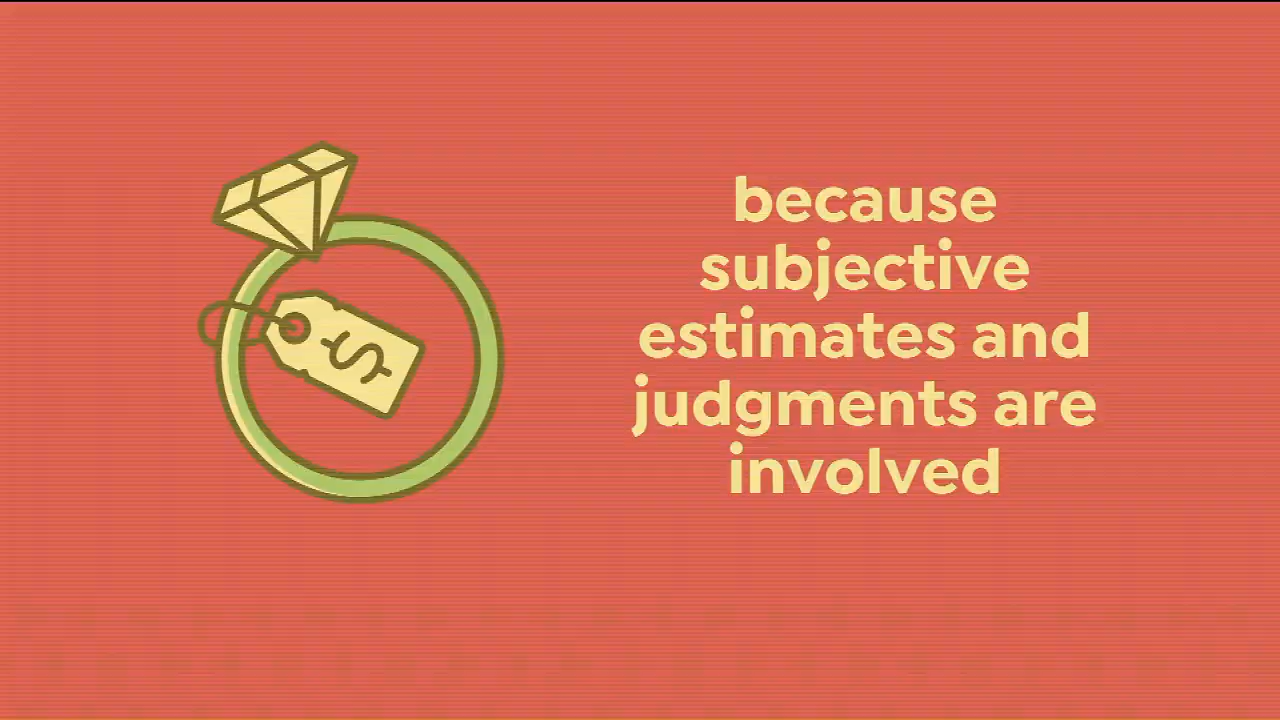 $
because
subjective
estimates and
judgments are
involved